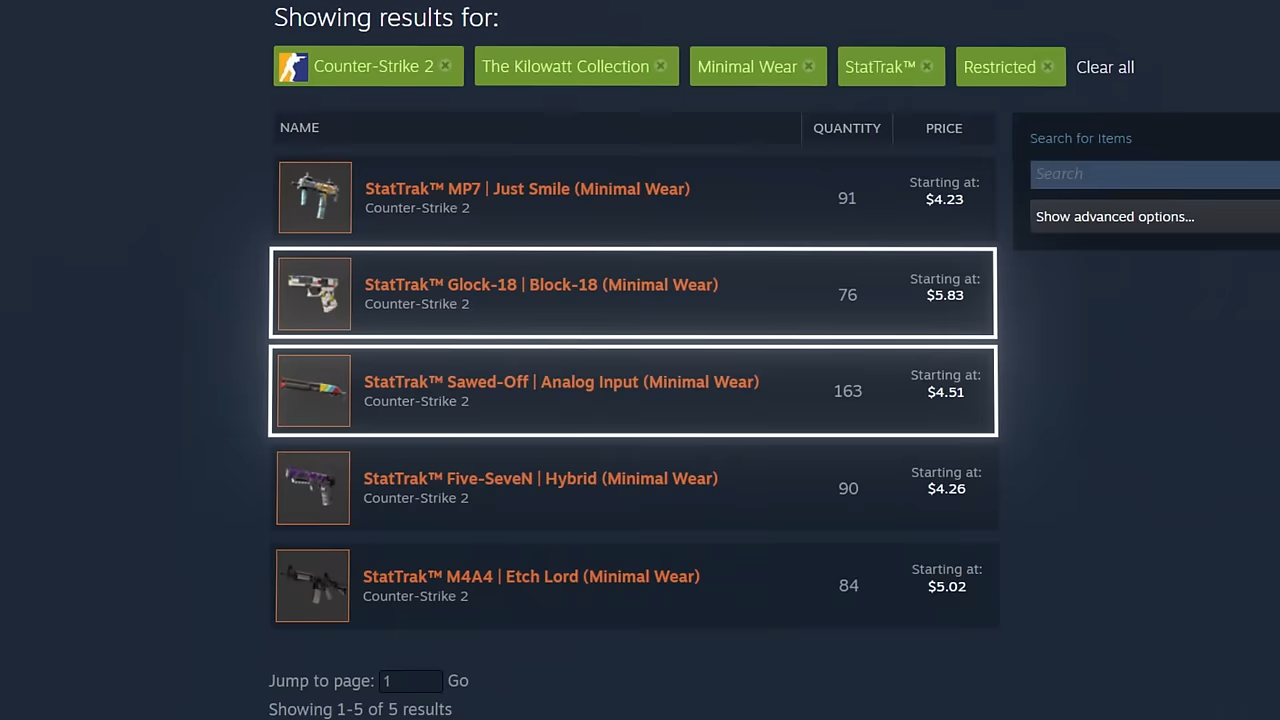 Showing results for:
Counter-Strike 2 The Kilowatt Collection Minimal Wear StatTrak™ Restricted Clear all
NAME QUANTITY PRICE
StatTrak™ MP7 | Just Smile (Minimal Wear)
Counter-Strike 2
91
Starting at:
$4.23
StatTrak™ Glock-18 | Block-18 (Minimal Wear)
Counter-Strike 2
76
Starting at:
$5.83
StatTrak™ Sawed-Off | Analog Input (Minimal Wear)
Counter-Strike 2
163
Starting at:
$4.51
StatTrak™ Five-SeveN | Hybrid (Minimal Wear)
Counter-Strike 2
90
Starting at:
$4.26
StatTrak™ M4A4 | Etch Lord (Minimal Wear)
Counter-Strike 2
84
Starting at:
$5.02
Jump to page: 1 Go
Showing 1-5 of 5 results
Search for Items
Search
Show advanced options...